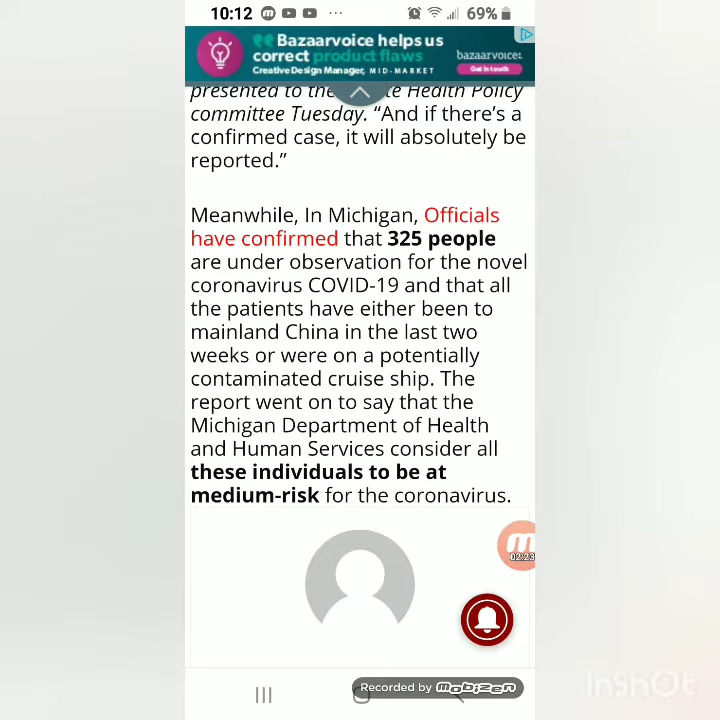 10:12
69%
Bazaarvoice helps us
correct product flaws
Creative Design Manager, MID-MARKET
bazaarvoice:
Get in touch
presented to the Health Policy
committee Tuesday. “And if there’s a
confirmed case, it will absolutely be
reported.”
Meanwhile, In Michigan, Officials
have confirmed that 325 people
are under observation for the novel
coronavirus COVID-19 and that all
the patients have either been to
mainland China in the last two
weeks or were on a potentially
contaminated cruise ship. The
report went on to say that the
Michigan Department of Health
and Human Services consider all
these individuals to be at
medium-risk for the coronavirus.
02:23
Recorded by mobizen
InShOt